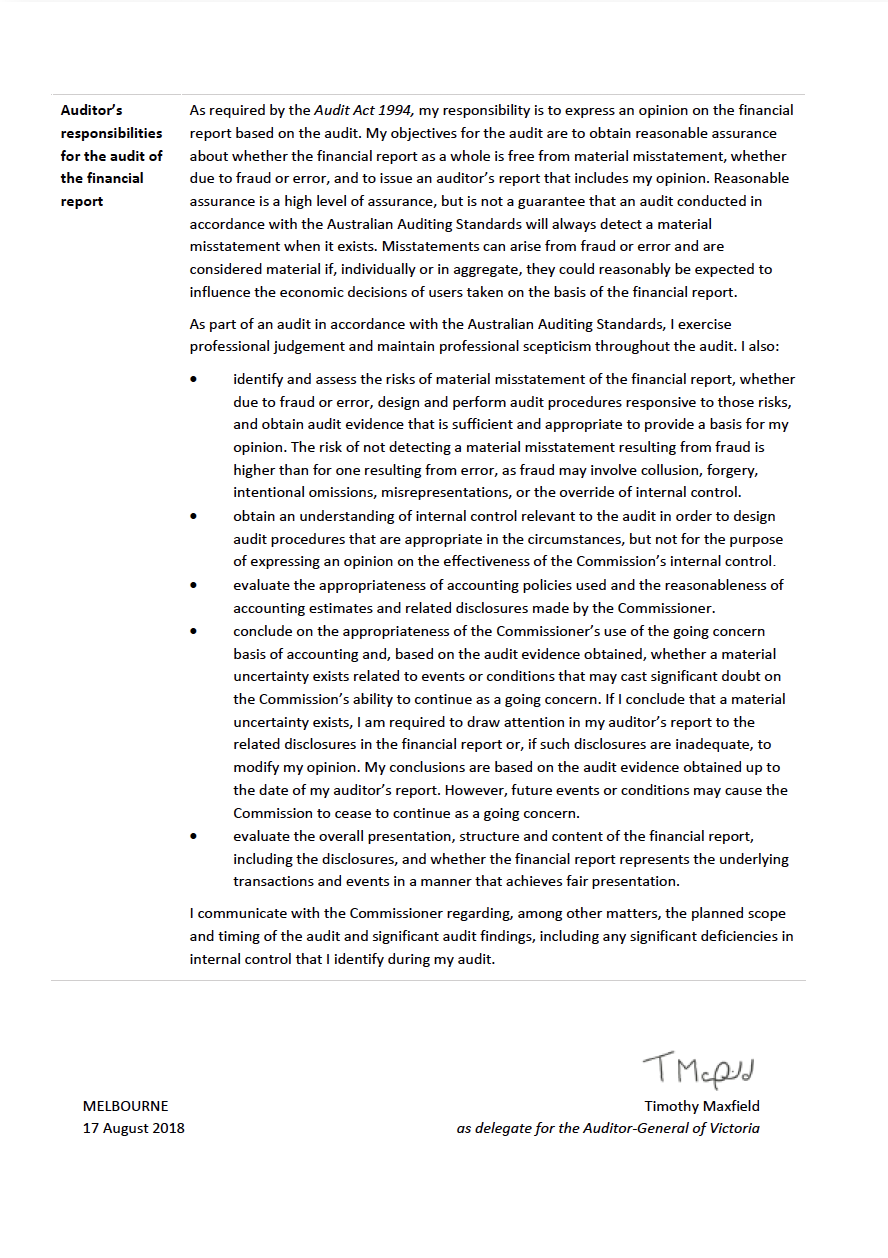 Auditor’s
responsibilities
for the audit of
the financial
report
As required by the Audit Act 1994, my responsibility is to express an opinion on the financial
report based on the audit. My objectives for the audit are to obtain reasonable assurance
about whether the financial report as a whole is free from material misstatement, whether
due to fraud or error, and to issue an auditor’s report that includes my opinion. Reasonable
assurance is a high level of assurance, but is not a guarantee that an audit conducted in
accordance with the Australian Auditing Standards will always detect a material
misstatement when it exists. Misstatements can arise from fraud or error and are
considered material if, individually or in aggregate, they could reasonably be expected to
influence the economic decisions of users taken on the basis of the financial report.
As part of an audit in accordance with the Australian Auditing Standards, I exercise
professional judgement and maintain professional scepticism throughout the audit. I also:
• identify and assess the risks of material misstatement of the financial report, whether
due to fraud or error, design and perform audit procedures responsive to those risks,
and obtain audit evidence that is sufficient and appropriate to provide a basis for my
opinion. The risk of not detecting a material misstatement resulting from fraud is
higher than for one resulting from error, as fraud may involve collusion, forgery,
intentional omissions, misrepresentations, or the override of internal control.
• obtain an understanding of internal control relevant to the audit in order to design
audit procedures that are appropriate in the circumstances, but not for the purpose
of expressing an opinion on the effectiveness of the Commission’s internal control.
• evaluate the appropriateness of accounting policies used and the reasonableness of
accounting estimates and related disclosures made by the Commissioner.
• conclude on the appropriateness of the Commissioner’s use of the going concern
basis of accounting and, based on the audit evidence obtained, whether a material
uncertainty exists related to events or conditions that may cast significant doubt on
the Commission’s ability to continue as a going concern. If I conclude that a material
uncertainty exists, I am required to draw attention in my auditor’s report to the
related disclosures in the financial report or, if such disclosures are inadequate, to
modify my opinion. My conclusions are based on the audit evidence obtained up to
the date of my auditor’s report. However, future events or conditions may cause the
Commission to cease to continue as a going concern.
• evaluate the overall presentation, structure and content of the financial report,
including the disclosures, and whether the financial report represents the underlying
transactions and events in a manner that achieves fair presentation.
I communicate with the Commissioner regarding, among other matters, the planned scope
and timing of the audit and significant audit findings, including any significant deficiencies in
internal control that I identify during my audit.
MELBOURNE
17 August 2018
Timothy Maxfield
as delegate for the Auditor-General of Victoria